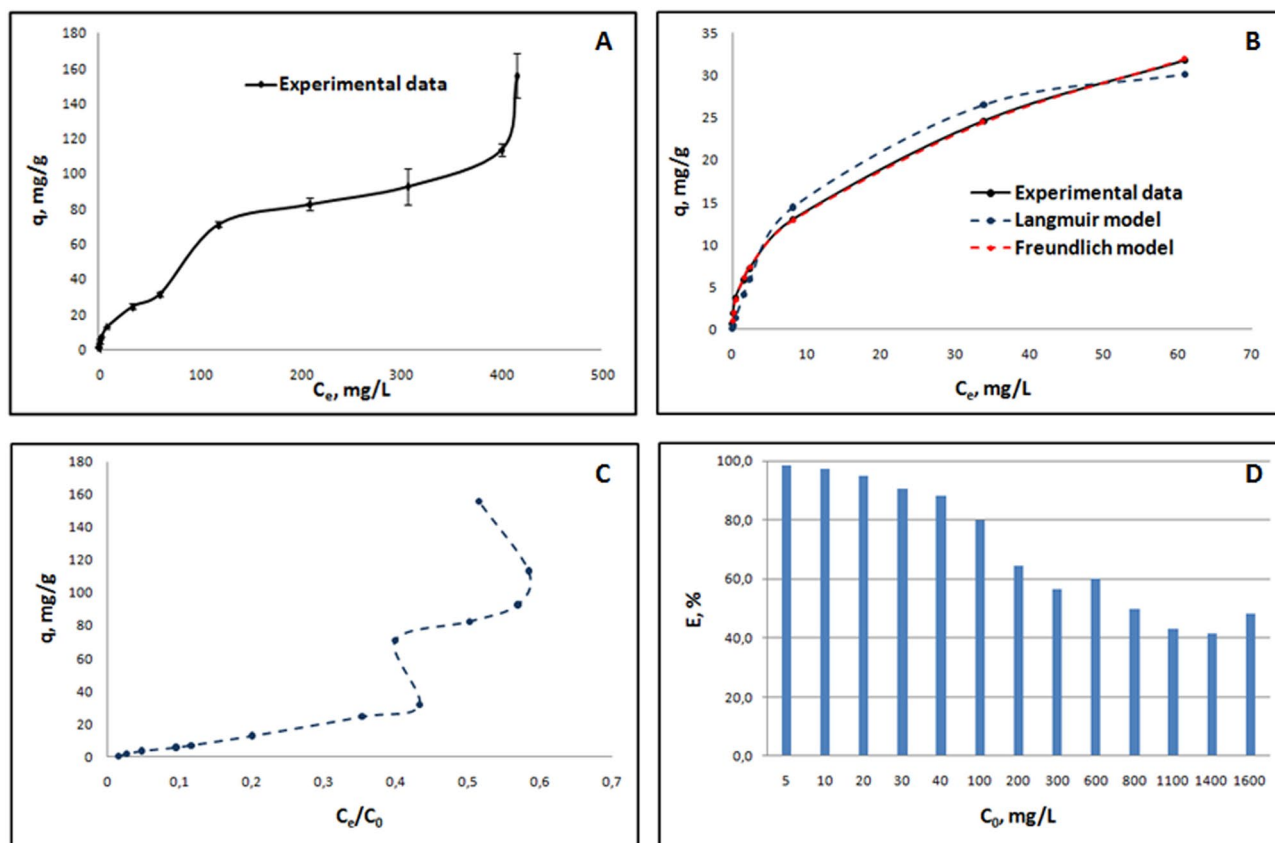 A
180
160
140
120
100
80
60
40
20
0
q, mg/g
Experimental data
0 100 200 300 400 500
Ce, mg/L
B
35
30
25
20
15
10
5
0
q, mg/g
Experimental data
Langmuir model
Freundlich model
0 10 20 30 40 50 60 70
Ce, mg/L
C
180
160
140
120
100
80
60
40
20
0
q, mg/g
0 0,1 0,2 0,3 0,4 0,5 0,6 0,7
Ce/C0
D
100,0
80,0
60,0
40,0
20,0
0,0
E, %
5 10 20 30 40 100 200 300 600 800 1100 1400 1600
C0, mg/L